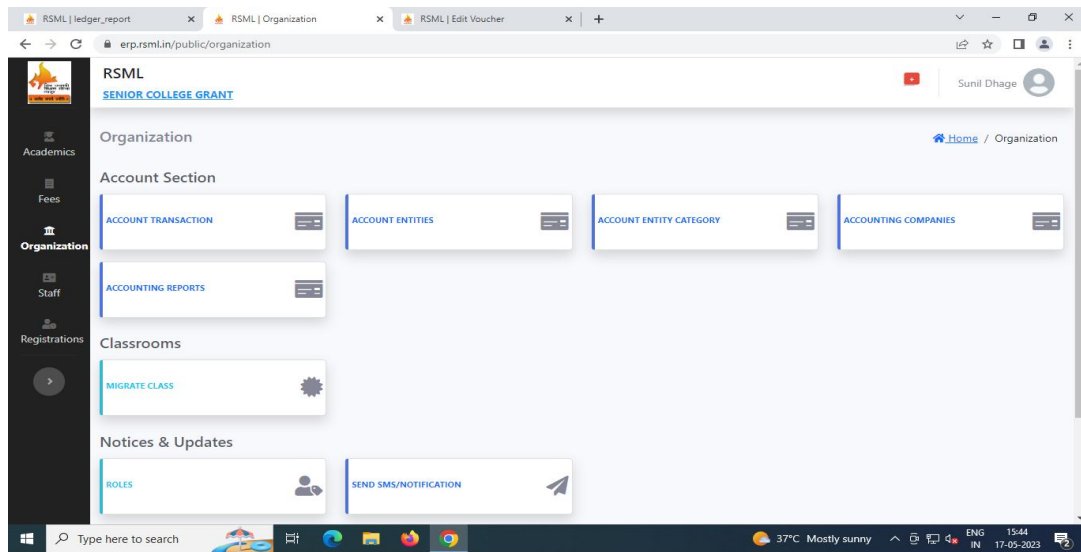 RSML | ledger_report
RSML | Organization
RSML | Edit Voucher
erp.rsml.in/public/organization
RSML
SENIOR COLLEGE GRANT
Sunil Dhage
Academics
Fees
Organization
Staff
Registrations
Organization
Home / Organization
Account Section
ACCOUNT TRANSACTION
ACCOUNT ENTITIES
ACCOUNT ENTITY CATEGORY
ACCOUNTING COMPANIES
ACCOUNTING REPORTS
Classrooms
MIGRATE CLASS
Notices & Updates
ROLES
SEND SMS/NOTIFICATION
Type here to search
37°C Mostly sunny
ENG
IN
15:44
17-05-2023
2